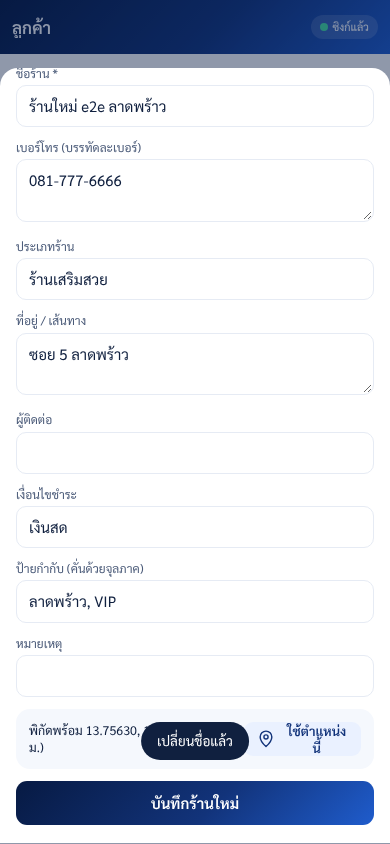 ลูกค้า
ซิงก์แล้ว
ชื่อร้าน *
ร้านใหม่ e2e ลาดพร้าว
เบอร์โทร (บรรทัดละเบอร์)
081-777-6666
ประเภทร้าน
ร้านเสริมสวย
ที่อยู่ / เส้นทาง
ซอย 5 ลาดพร้าว
ผู้ติดต่อ
เงื่อนไขชำระ
เงินสด
ป้ายกำกับ (คั่นด้วยจุลภาค)
ลาดพร้าว, VIP
หมายเหตุ
พิกัดพร้อม 13.75630,
ม.)
เปลี่ยนชื่อแล้ว
ใช้ตำแหน่ง
นี้
บันทึกร้านใหม่